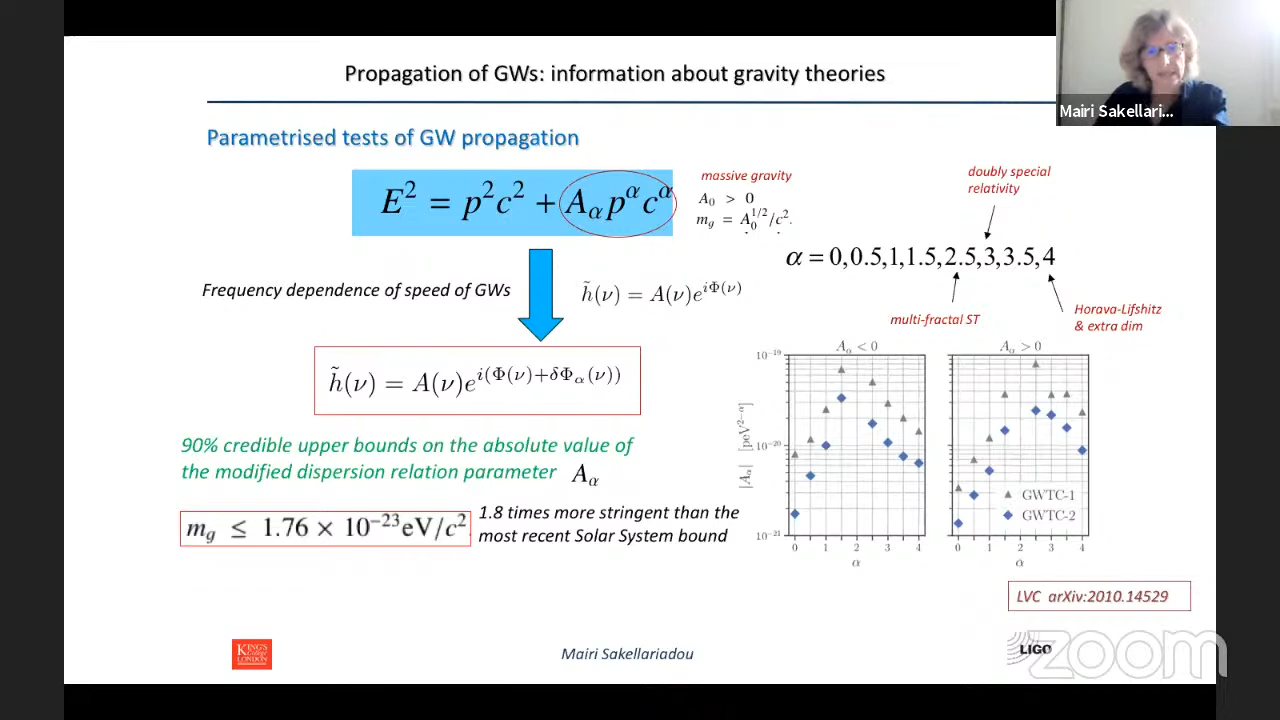 Propagation of GWs: information about gravity theories
Mairi Sakellari...
Parametrised tests of GW propagation
E² = p²c² + A_α p^α c^α
massive gravity
A₀ > 0
m_g = A₀^{1/2}/c².
doubly special
relativity
α = 0,0.5,1,1.5,2.5,3,3.5,4
multi-fractal ST
Horava-Lifshitz
& extra dim
Frequency dependence of speed of GWs
h̃(ν) = A(ν)e^{iΦ(ν)}
h̃(ν) = A(ν)e^{i(Φ(ν)+δΦ_α(ν))}
90% credible upper bounds on the absolute value of
the modified dispersion relation parameter A_α
m_g ≤ 1.76 × 10^{-23} eV/c²
1.8 times more stringent than the
most recent Solar System bound
A_α < 0
A_α > 0
|A_α| [peV^{2-α}]
10^{-19}
10^{-20}
10^{-21}
GWTC-1
GWTC-2
0 1 2 3 4
α
0 1 2 3 4
α
LVC arXiv:2010.14529
KING'S
College
LONDON
Mairi Sakellariadou
LIGO
zoom